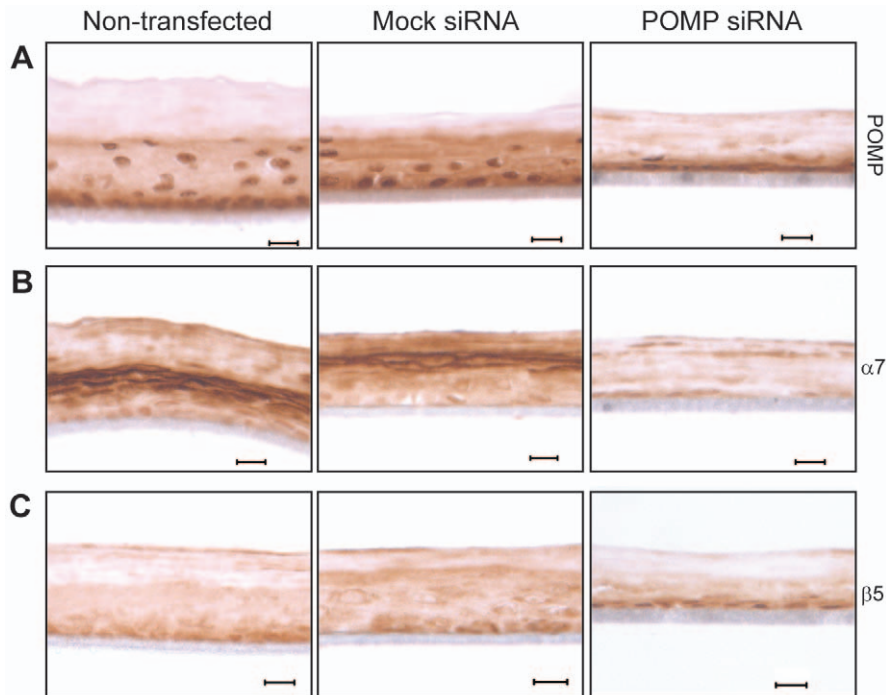 Non-transfected Mock siRNA POMP siRNA
A
POMP
B
α7
C
β5